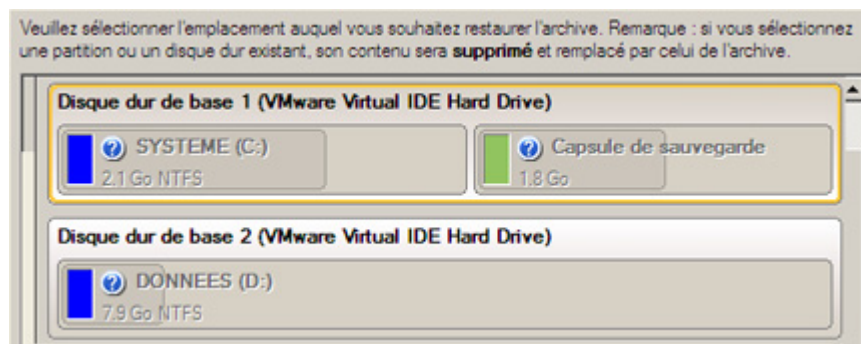 Veuillez sélectionner l'emplacement auquel vous souhaitez restaurer l'archive. Remarque : si vous sélectionnez
une partition ou un disque dur existant, son contenu sera supprimé et remplacé par celui de l'archive.
Disque dur de base 1 (VMware Virtual IDE Hard Drive)
SYSTEME (C:)
2.1 Go NTFS
Capsule de sauvegarde
1.8 Go
Disque dur de base 2 (VMware Virtual IDE Hard Drive)
DONNEES (D:)
7.9 Go NTFS